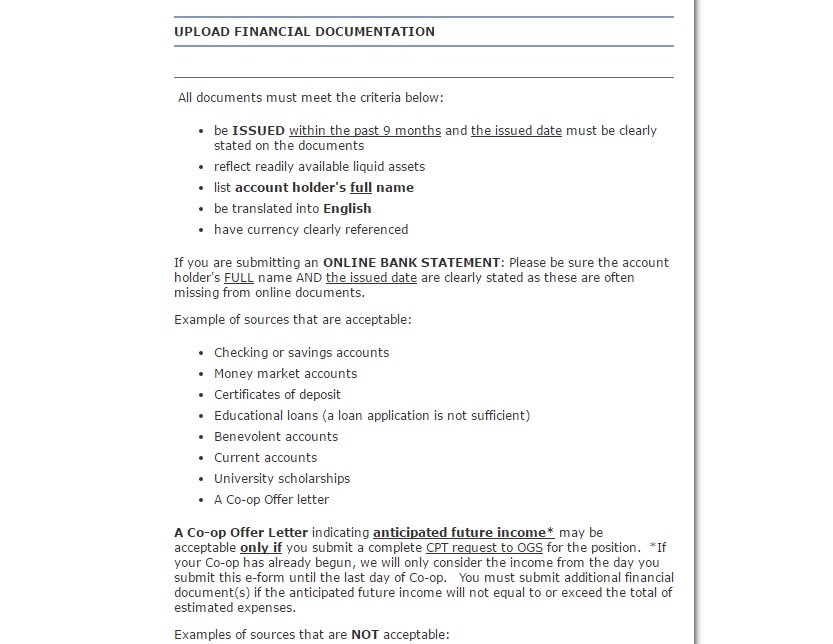 UPLOAD FINANCIAL DOCUMENTATION
All documents must meet the criteria below:
• be ISSUED within the past 9 months and the issued date must be clearly
stated on the documents
• reflect readily available liquid assets
• list account holder's full name
• be translated into English
• have currency clearly referenced
If you are submitting an ONLINE BANK STATEMENT: Please be sure the account
holder's FULL name AND the issued date are clearly stated as these are often
missing from online documents.
Example of sources that are acceptable:
• Checking or savings accounts
• Money market accounts
• Certificates of deposit
• Educational loans (a loan application is not sufficient)
• Benevolent accounts
• Current accounts
• University scholarships
• A Co-op Offer letter
A Co-op Offer Letter indicating anticipated future income* may be
acceptable only if you submit a complete CPT request to OGS for the position. *If
your Co-op has already begun, we will only consider the income from the day you
submit this e-form until the last day of Co-op. You must submit additional financial
document(s) if the anticipated future income will not equal to or exceed the total of
estimated expenses.
Examples of sources that are NOT acceptable: